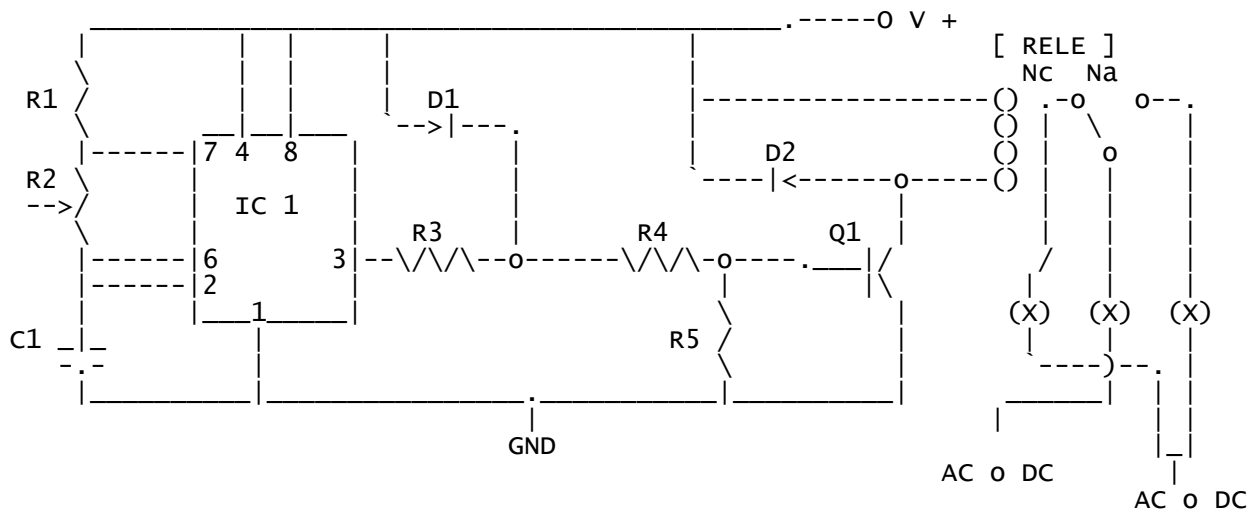 O V +
[ RELE ]
Nc Na
R1
D1
7 4 8
D2
R2
IC 1
R3
R4
Q1
6 3
2
1
(X) (X) (X)
C1
R5
GND
AC o DC
AC o DC